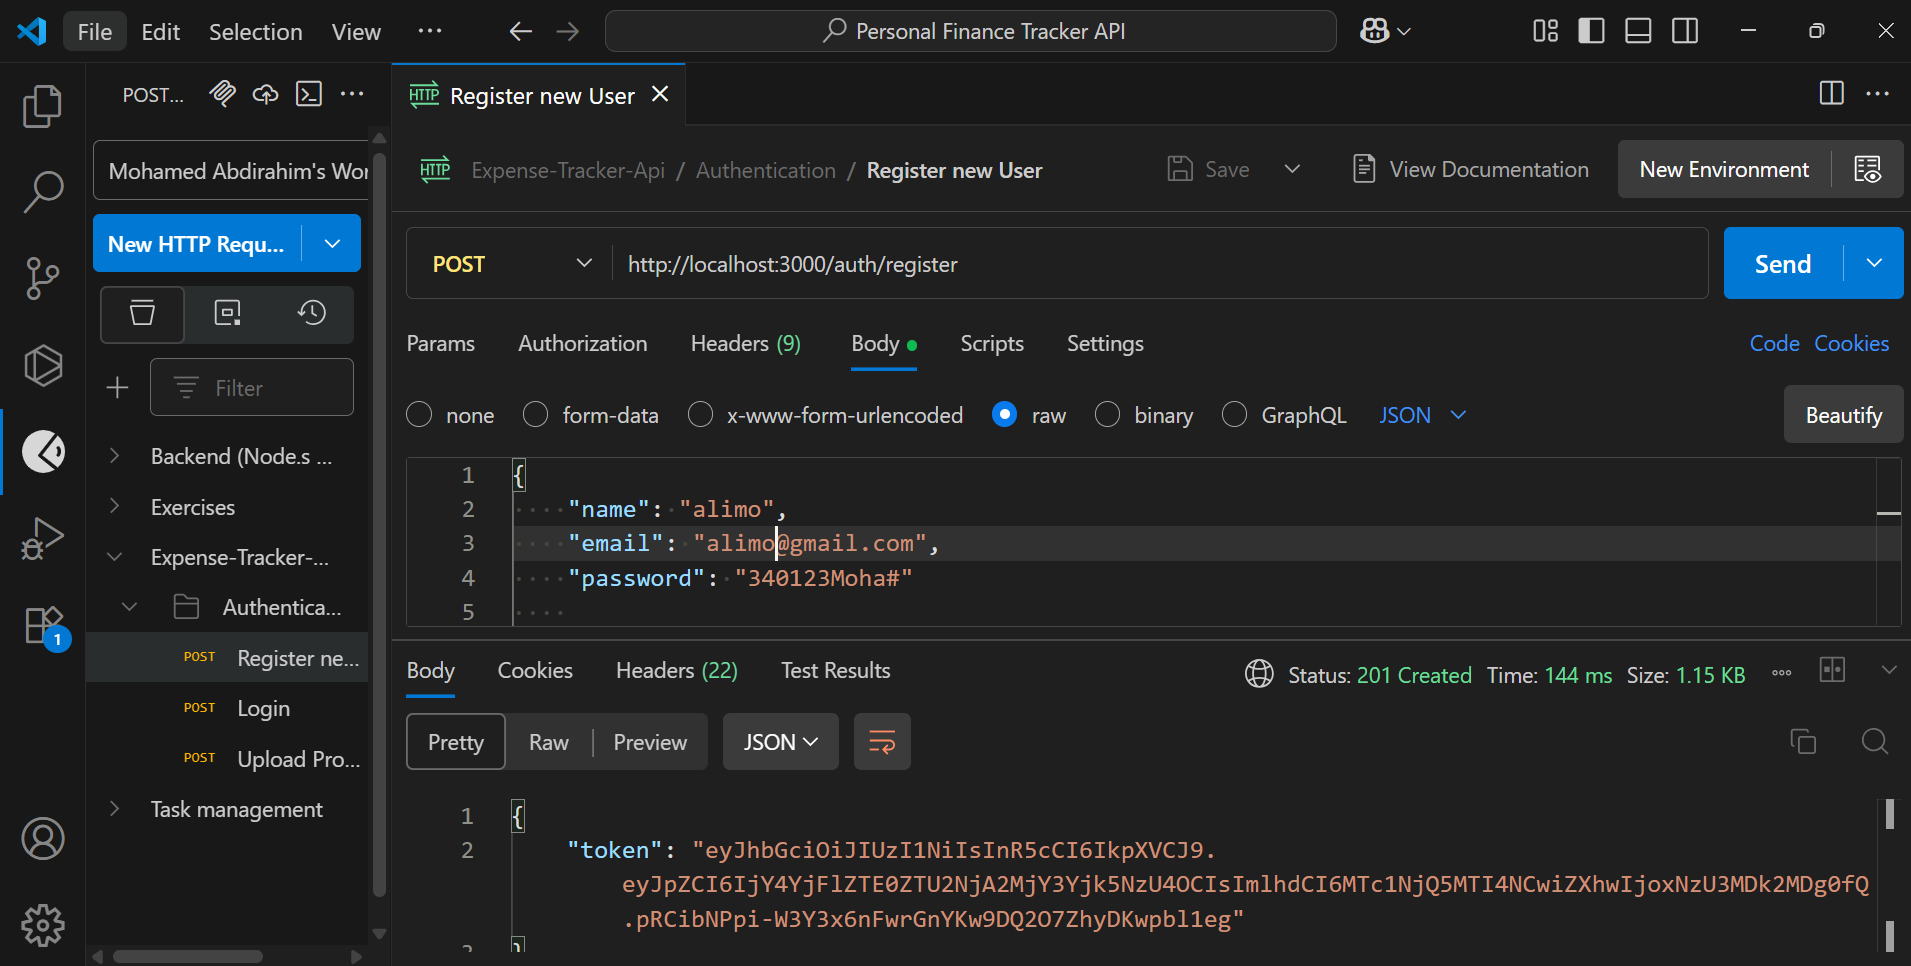 File Edit Selection View ... Personal Finance Tracker API
POST... Register new User
Mohamed Abdirahim's Wor
Expense-Tracker-Api / Authentication / Register new User Save View Documentation New Environment
New HTTP Requ...
POST http://localhost:3000/auth/register Send
Params Authorization Headers (9) Body Scripts Settings Code Cookies
Filter
none form-data x-www-form-urlencoded raw binary GraphQL JSON Beautify
Backend (Node.s ...
Exercises
Expense-Tracker-...
Authentica...
POST Register ne...
POST Login
POST Upload Pro...
Task management
1
1 {
2 "name": "alimo",
3 "email": "alimo@gmail.com",
4 "password": "340123Moha#"
5
Body Cookies Headers (22) Test Results Status: 201 Created Time: 144 ms Size: 1.15 KB
Pretty Raw Preview JSON
1 {
2 "token": "eyJhbGciOiJIUzI1NiIsInR5cCI6IkpXVCJ9.
eyJpZCI6IjY4YjFlZTE0ZTU2NjA2MjY3Yjk5NzU4OCIsImlhdCI6MTc1NjQ5MTI4NCwiZXhwIjoxNzU3MDk2MDg0fQ
.pRCibNPpi-W3Y3x6nFwrGnYKw9DQ2O7ZhyDKwpbl1eg"
3 }